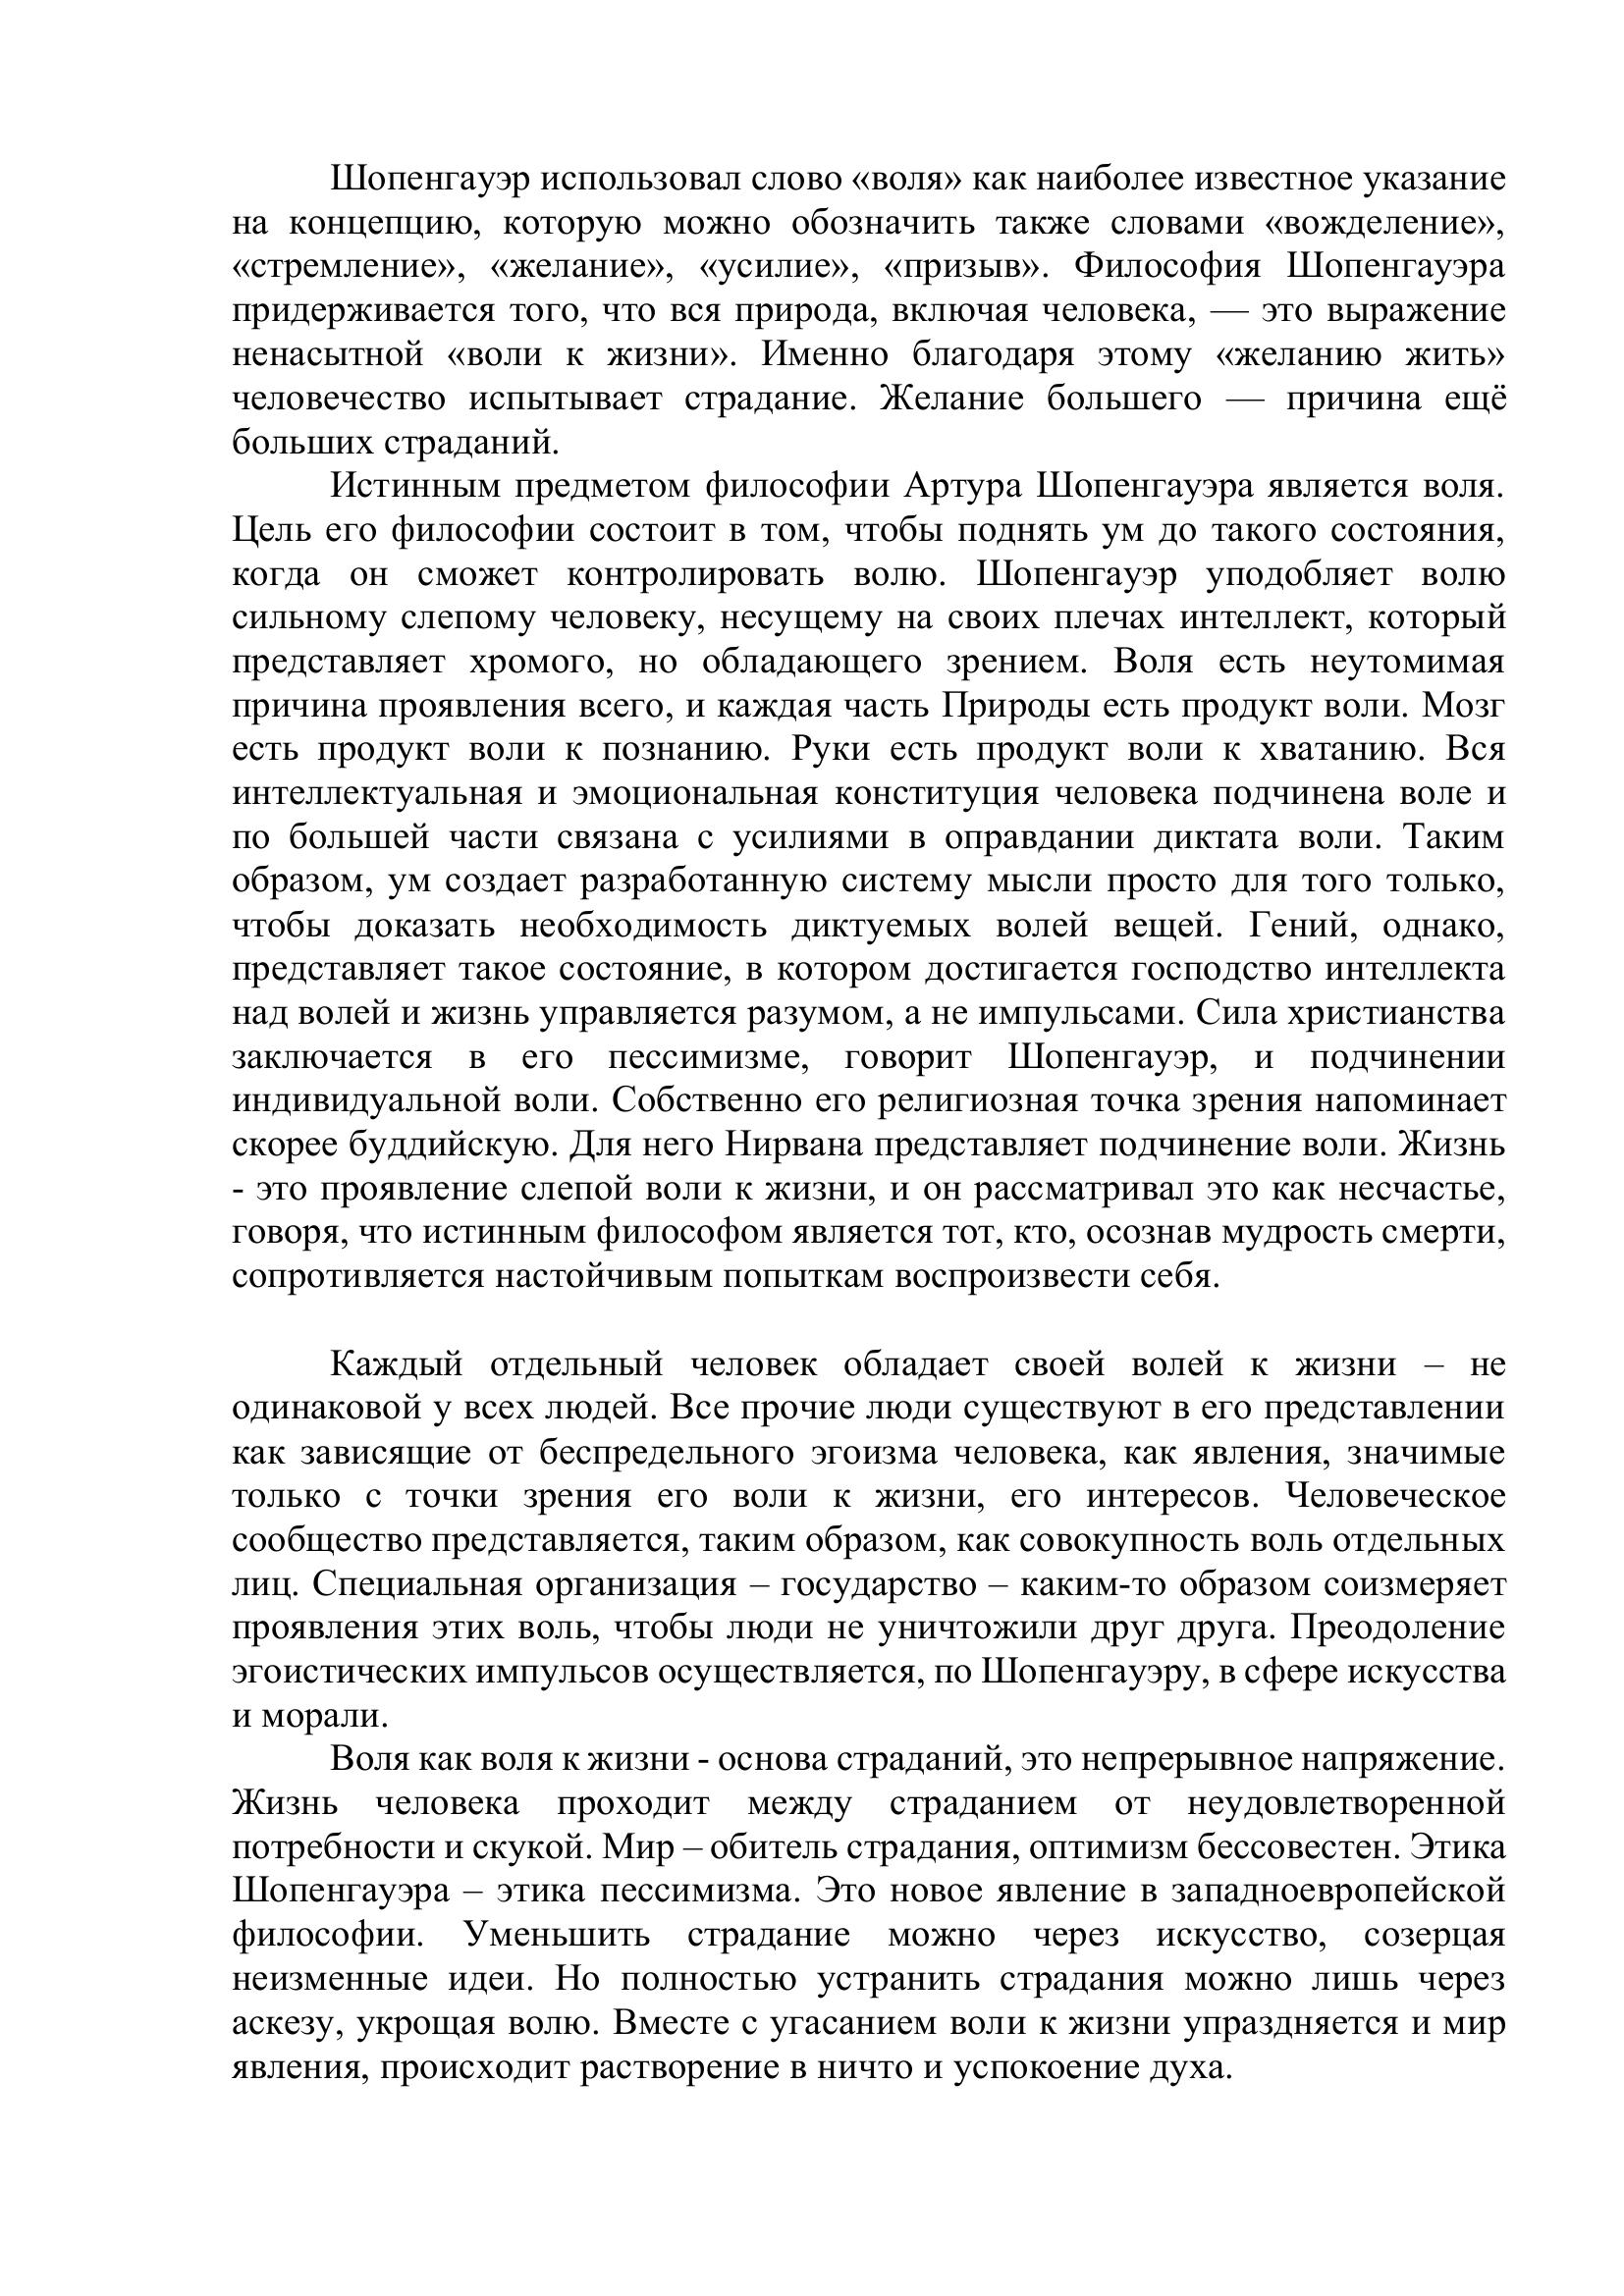 Шопенгауэр использовал слово «воля» как наиболее известное указание
на концепцию, которую можно обозначить также словами «вожделение»,
«стремление», «желание», «усилие», «призыв». Философия Шопенгауэра
придерживается того, что вся природа, включая человека, — это выражение
ненасытной «воли к жизни». Именно благодаря этому «желанию жить»
человечество испытывает страдание. Желание большего — причина ещё
больших страданий.
Истинным предметом философии Артура Шопенгауэра является воля.
Цель его философии состоит в том, чтобы поднять ум до такого состояния,
когда он сможет контролировать волю. Шопенгауэр уподобляет волю
сильному слепому человеку, несущему на своих плечах интеллект, который
представляет хромого, но обладающего зрением. Воля есть неутомимая
причина проявления всего, и каждая часть Природы есть продукт воли. Мозг
есть продукт воли к познанию. Руки есть продукт воли к хватанию. Вся
интеллектуальная и эмоциональная конституция человека подчинена воле и
по большей части связана с усилиями в оправдании диктата воли. Таким
образом, ум создает разработанную систему мысли просто для того только,
чтобы доказать необходимость диктуемых волей вещей. Гений, однако,
представляет такое состояние, в котором достигается господство интеллекта
над волей и жизнь управляется разумом, а не импульсами. Сила христианства
заключается в его пессимизме, говорит Шопенгауэр, и подчинении
индивидуальной воли. Собственно его религиозная точка зрения напоминает
скорее буддийскую. Для него Нирвана представляет подчинение воли. Жизнь
- это проявление слепой воли к жизни, и он рассматривал это как несчастье,
говоря, что истинным философом является тот, кто, осознав мудрость смерти,
сопротивляется настойчивым попыткам воспроизвести себя.
Каждый отдельный человек обладает своей волей к жизни – не
одинаковой у всех людей. Все прочие люди существуют в его представлении
как зависящие от беспредельного эгоизма человека, как явления, значимые
только с точки зрения его воли к жизни, его интересов. Человеческое
сообщество представляется, таким образом, как совокупность воль отдельных
лиц. Специальная организация – государство – каким-то образом соизмеряет
проявления этих воль, чтобы люди не уничтожили друг друга. Преодоление
эгоистических импульсов осуществляется, по Шопенгауэру, в сфере искусства
и морали.
Воля как воля к жизни - основа страданий, это непрерывное напряжение.
Жизнь человека проходит между страданием от неудовлетворенной
потребности и скукой. Мир – обитель страдания, оптимизм бессовестен. Этика
Шопенгауэра – этика пессимизма. Это новое явление в западноевропейской
философии. Уменьшить страдание можно через искусство, созерцая
неизменные идеи. Но полностью устранить страдания можно лишь через
аскезу, укрощая волю. Вместе с угасанием воли к жизни упраздняется и мир
явления, происходит растворение в ничто и успокоение духа.